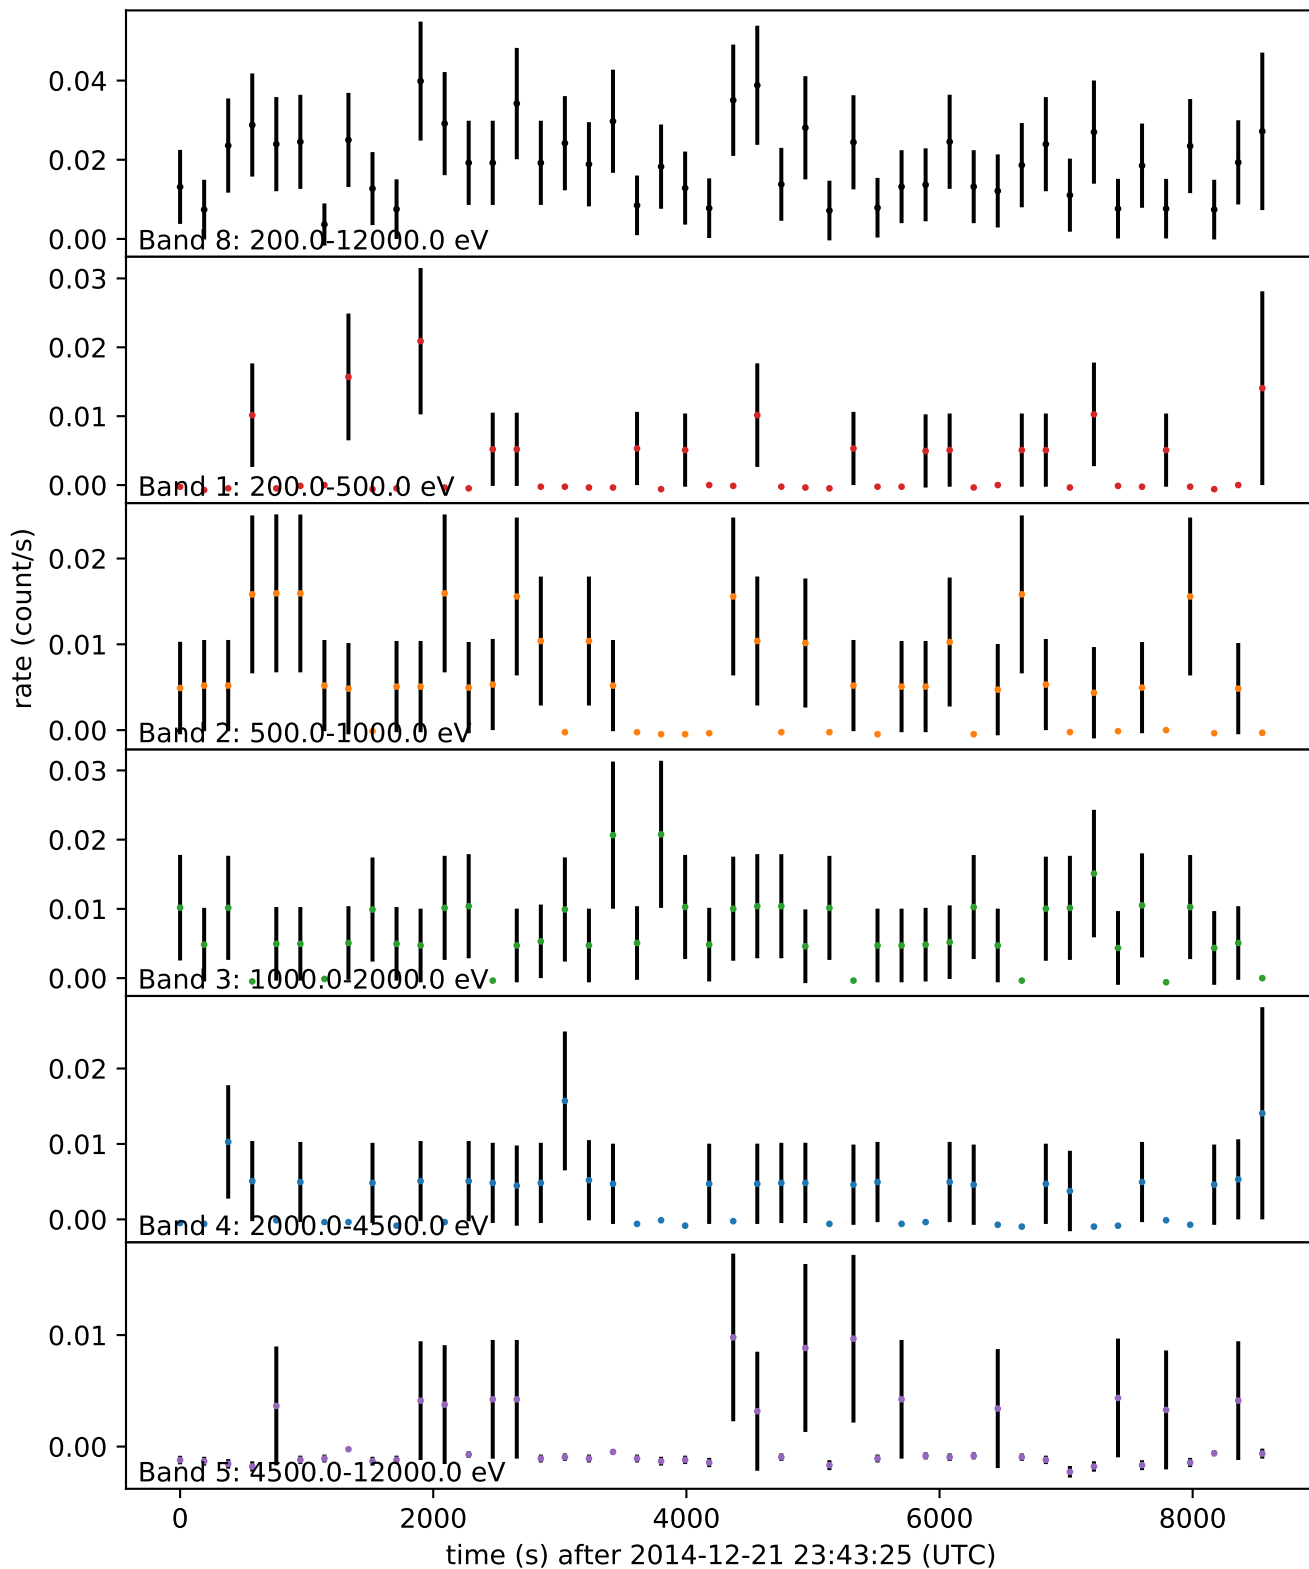 0.04
0.02
0.00
Band 8: 200.0-12000.0 eV
0.03
0.02
0.01
0.00
Band 1: 200.0-500.0 eV
0.02
0.01
0.00
Band 2: 500.0-1000.0 eV
rate (count/s)
0.03
0.02
0.01
0.00
Band 3: 1000.0-2000.0 eV
0.02
0.01
0.00
Band 4: 2000.0-4500.0 eV
0.01
0.00
Band 5: 4500.0-12000.0 eV
0 2000 4000 6000 8000
time (s) after 2014-12-21 23:43:25 (UTC)